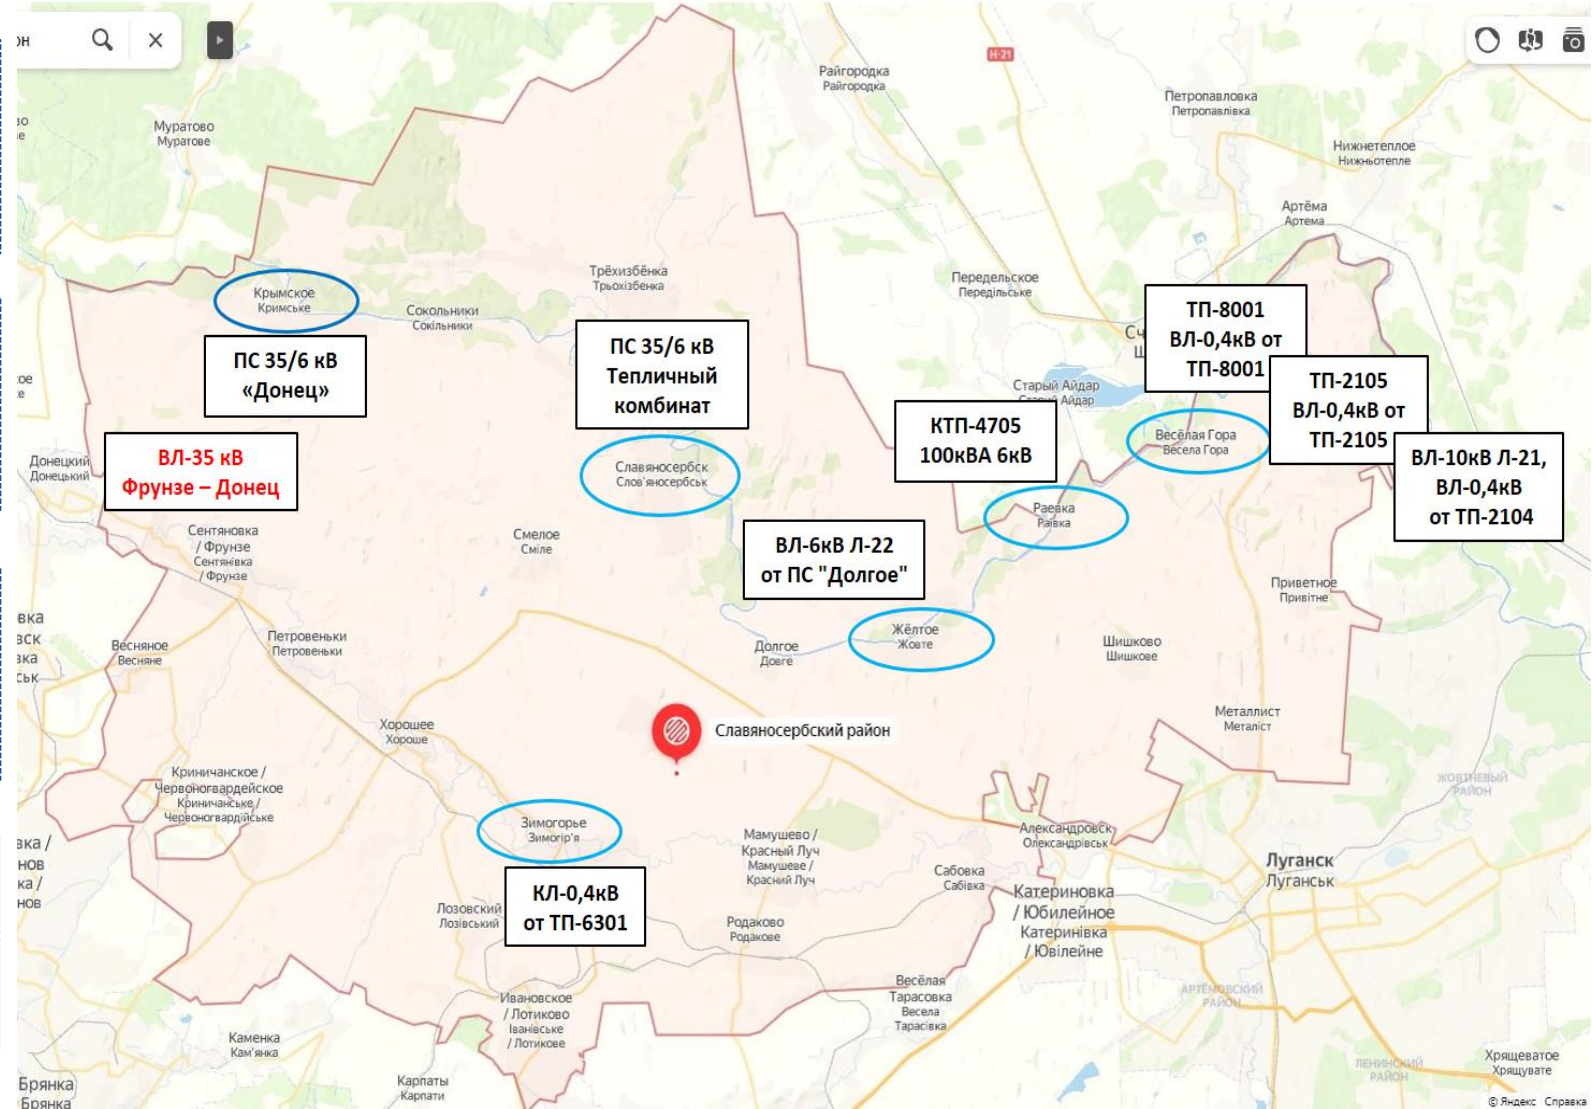 он
Н-21
Райгородка
Райгородка
Петропавловка
Петропавлівка
Муратово
Муратове
Нижнетеплое
Нижньотепле
Артёма
Артема
Трёхизбёнка
Трьохізбенка
Передельское
Передільське
Крымское
Кримське
Сокольники
Сокільники
ТП-8001
ВЛ-0,4кВ от
ТП-8001
ПС 35/6 кВ
«Донец»
ПС 35/6 кВ
Тепличный
комбинат
Старый Айдар
Старий Айдар
ТП-2105
ВЛ-0,4кВ от
ТП-2105
КТП-4705
100кВА 6кВ
Весёлая Гора
Весела Гора
ВЛ-10кВ Л-21,
ВЛ-0,4кВ
от ТП-2104
Донецкий
Донецький
ВЛ-35 кВ
Фрунзе – Донец
Славяносербск
Слов'яносербськ
Раевка
Раївка
Сентяновка
/ Фрунзе
Сентянівка
/ Фрунзе
Смелое
Сміле
ВЛ-6кВ Л-22
от ПС "Долгое"
Приветное
Привітне
Весняное
Весняне
Петровеньки
Петровеньки
Долгое
Довге
Жёлтое
Жовте
Шишково
Шишкове
Металлист
Металіст
Хорошее
Хороше
Славяносербский район
Криничанское /
Червоногвардейское
Криничанське /
Червоногвардійське
ЖОВТНЕВЫЙ
РАЙОН
Зимогорье
Зимогір'я
Мамушево /
Красный Луч
Мамушеве /
Красний Луч
Александровск
Олександрівськ
Луганск
Луганськ
Сабовка
Сабівка
КЛ-0,4кВ
от ТП-6301
Катериновка
/ Юбилейное
Катеринівка
/ Ювілейне
Лозовский
Лозівський
Родаково
Родакове
Весёлая
Тарасовка
Весела
Тарасівка
АРТЁМОВСКИЙ
РАЙОН
Ивановское
/ Лотиково
Іванівське
/ Лотикове
Каменка
Кам'янка
Карпаты
Карпати
ЛЕНИНСКИЙ
РАЙОН
Хрящеватое
Хрящувате
Брянка
Брянка
© Яндекс Справка